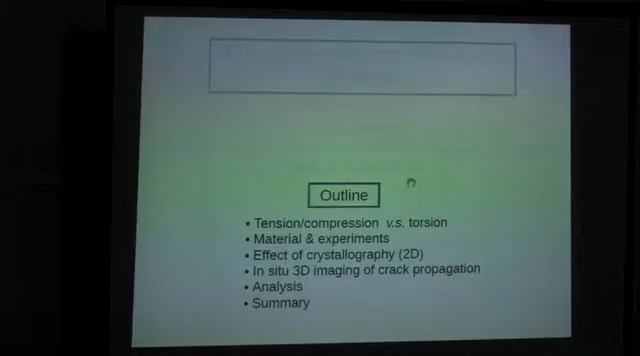 Outline
• Tension/compression v.s. torsion
• Material & experiments
• Effect of crystallography (2D)
• In situ 3D imaging of crack propagation
• Analysis
• Summary